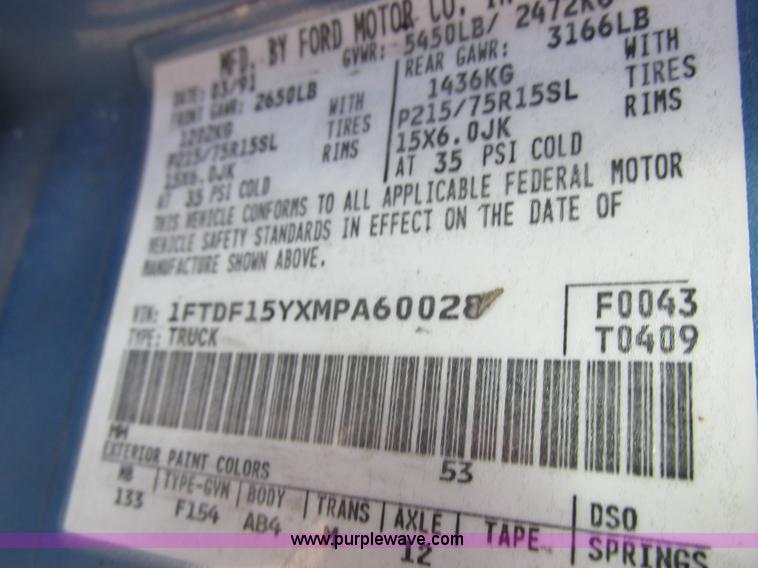 MFD. BY FORD MOTOR CO. IN
DATE: 03/91 GVWR: 5450LB/ 2472KG
FRONT GAWR: 2650LB REAR GAWR: 3166LB
1202KG WITH 1436KG WITH
P215/75R15SL TIRES P215/75R15SL TIRES
15X6.0JK RIMS 15X6.0JK RIMS
AT 35 PSI COLD AT 35 PSI COLD
THIS VEHICLE CONFORMS TO ALL APPLICABLE FEDERAL MOTOR
VEHICLE SAFETY STANDARDS IN EFFECT ON THE DATE OF
MANUFACTURE SHOWN ABOVE.
VIN: 1FTDF15YXMPA60028 F0043
TYPE: TRUCK T0409
MM
EXTERIOR PAINT COLORS 53
WB TYPE-GVW BODY TRANS AXLE TAPE DSO
133 F154 AB4 M 12 SPRINGS
www.purplewave.com